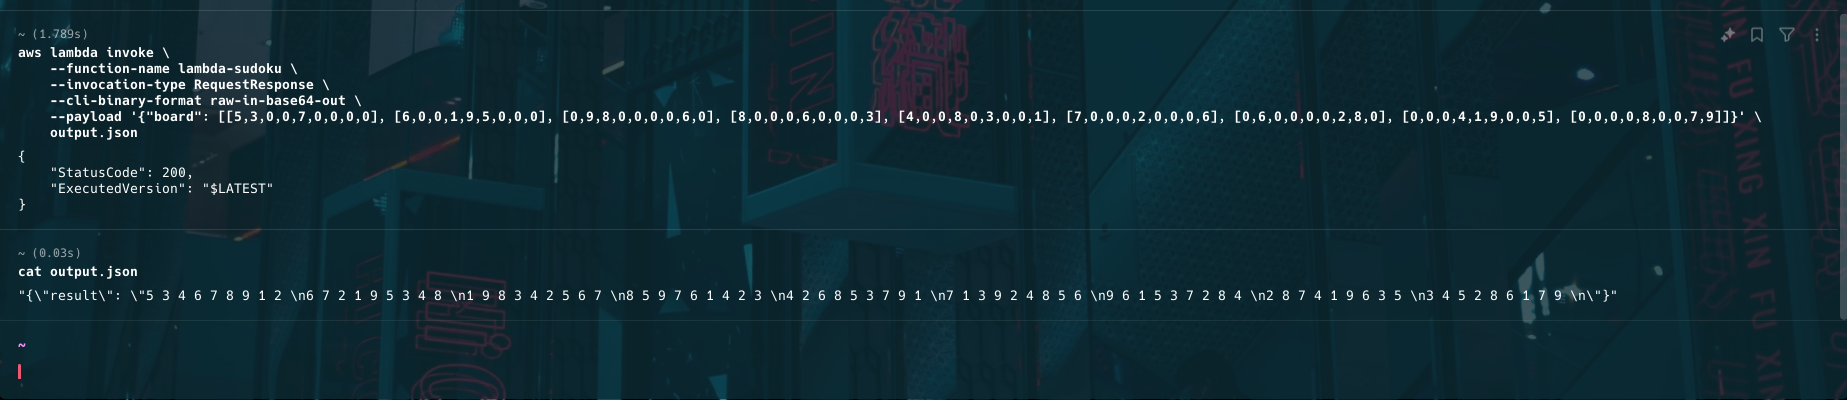 ~ (1.789s)
aws lambda invoke \
    --function-name lambda-sudoku \
    --invocation-type RequestResponse \
    --cli-binary-format raw-in-base64-out \
    --payload '{"board": [[5,3,0,0,7,0,0,0,0], [6,0,0,1,9,5,0,0,0], [0,9,8,0,0,0,0,6,0], [8,0,0,0,6,0,0,0,3], [4,0,0,8,0,3,0,0,1], [7,0,0,0,2,0,0,0,6], [0,6,0,0,0,0,2,8,0], [0,0,0,4,1,9,0,0,5], [0,0,0,0,8,0,0,7,9]]}' \
    output.json
{
    "StatusCode": 200,
    "ExecutedVersion": "$LATEST"
}
~ (0.03s)
cat output.json
"{\"result\": \"5 3 4 6 7 8 9 1 2 \n6 7 2 1 9 5 3 4 8 \n1 9 8 3 4 2 5 6 7 \n8 5 9 7 6 1 4 2 3 \n4 2 6 8 5 3 7 9 1 \n7 1 3 9 2 4 8 5 6 \n9 6 1 5 3 7 2 8 4 \n2 8 7 4 1 9 6 3 5 \n3 4 5 2 8 6 1 7 9 \n\"}"
~
FU XING XIN FU XING